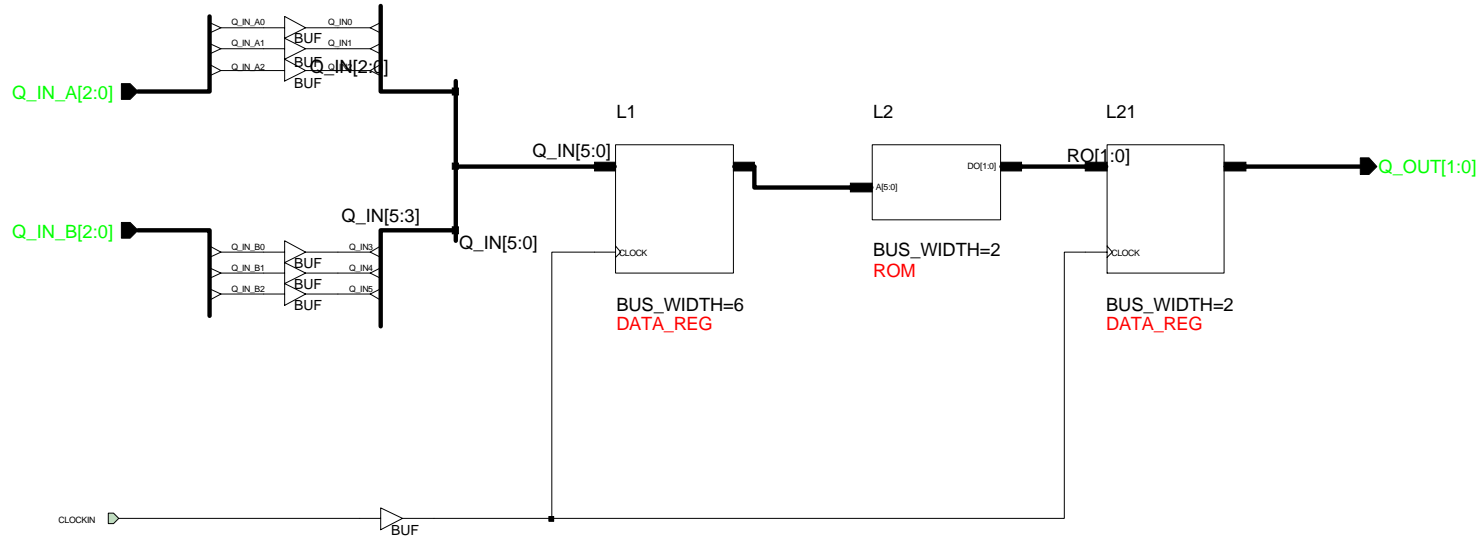 Q_IN_A0
Q_IN0
BUF
Q_IN_A1
Q_IN1
BUF
Q_IN_A2
Q_IN[2:0]
BUF
Q_IN_A[2:0]
L1
L2
L21
Q_IN[5:0]
DO[1:0]
RO[1:0]
Q_OUT[1:0]
A[5:0]
Q_IN[5:3]
Q_IN_B[2:0]
Q_IN[5:0]
Q_IN_B0
Q_IN3
BUF
Q_IN_B1
Q_IN4
BUF
Q_IN_B2
Q_IN5
BUF
CLOCK
CLOCK
BUS_WIDTH=2
ROM
BUS_WIDTH=6
DATA_REG
BUS_WIDTH=2
DATA_REG
CLOCKIN
BUF